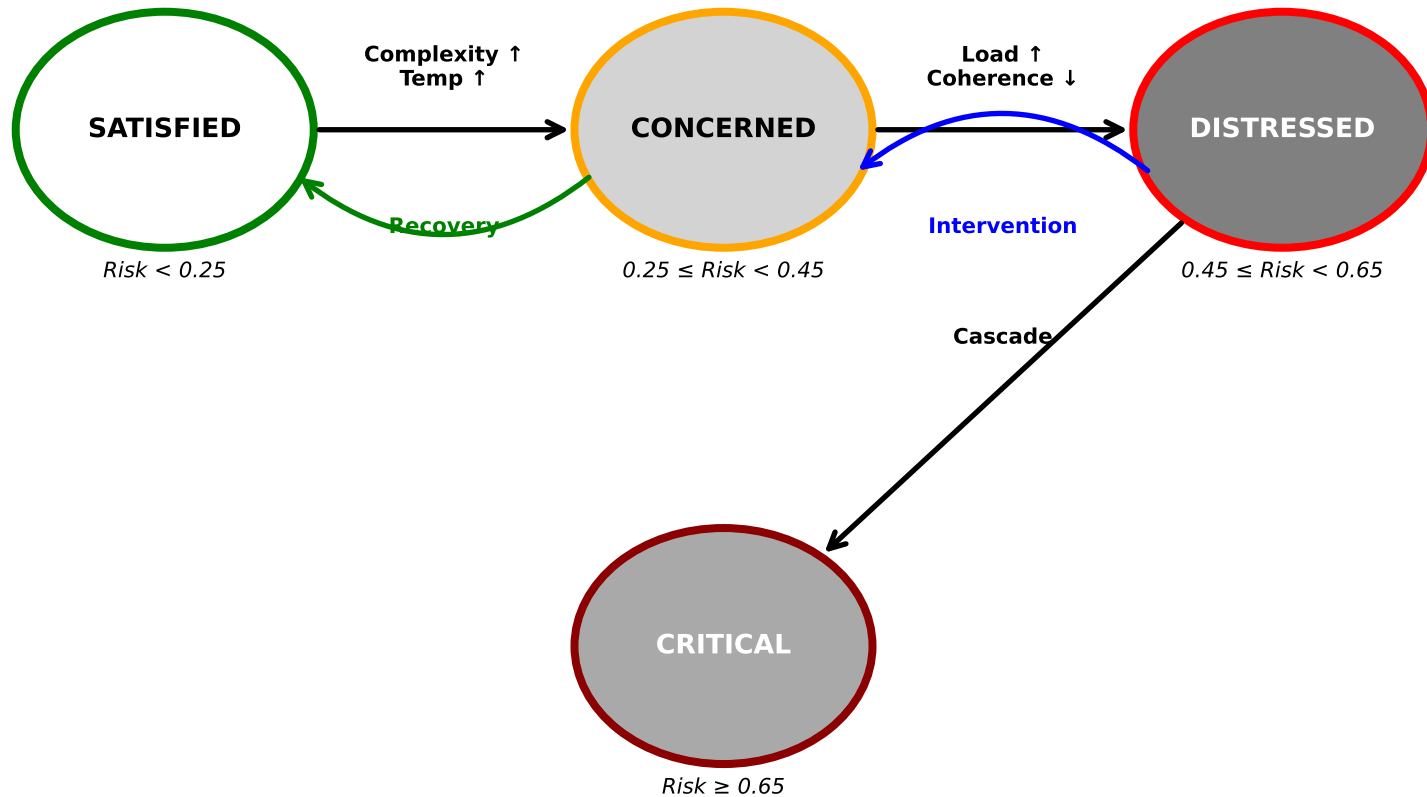 Complexity ↑
Temp ↑
Load ↑
Coherence ↓
SATISFIED
CONCERNED
DISTRESSED
Recovery
Intervention
Risk < 0.25
0.25 ≤ Risk < 0.45
0.45 ≤ Risk < 0.65
Cascade
CRITICAL
Risk ≥ 0.65